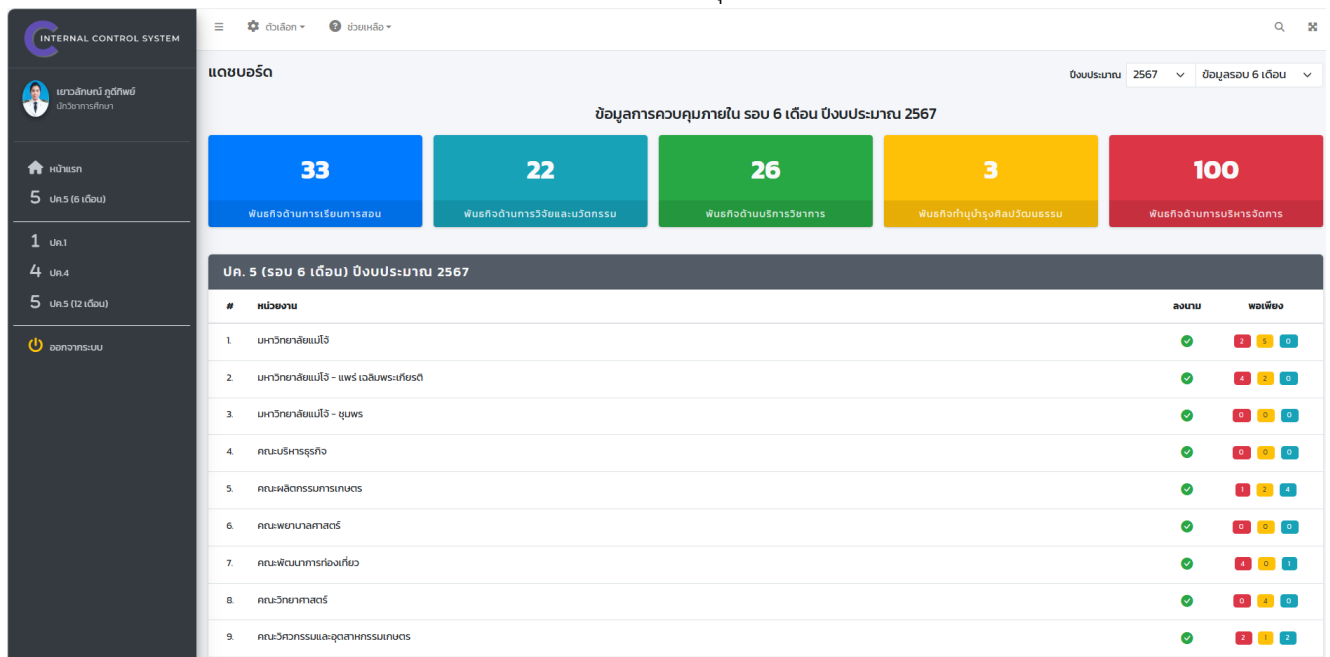 INTERNAL CONTROL SYSTEM
ตัวเลือก
ช่วยเหลือ
เยาวลักษณ์ ภูดีทิพย์
นักวิชาการศึกษา
หน้าแรก
5 ปค.5 (6 เดือน)
1 ปค.1
4 ปค.4
5 ปค.5 (12 เดือน)
ออกจากระบบ
แดชบอร์ด
ปีงบประมาณ 2567 ข้อมูลรอบ 6 เดือน
ข้อมูลการควบคุมภายใน รอบ 6 เดือน ปีงบประมาณ 2567
33 22 26 3 100
พันธกิจด้านการเรียนการสอน พันธกิจด้านการวิจัยและนวัตกรรม พันธกิจด้านบริการวิชาการ พันธกิจทำนุบำรุงศิลปวัฒนธรรม พันธกิจด้านการบริหารจัดการ
ปค. 5 (รอบ 6 เดือน) ปีงบประมาณ 2567
# หน่วยงาน ลงนาม พอเพียง
1. มหาวิทยาลัยแม่โจ้ 2 5 0
2. มหาวิทยาลัยแม่โจ้ - แพร่ เฉลิมพระเกียรติ 4 2 0
3. มหาวิทยาลัยแม่โจ้ - ชุมพร 0 0 0
4. คณะบริหารธุรกิจ 0 0 0
5. คณะผลิตกรรมการเกษตร 1 2 4
6. คณะพยาบาลศาสตร์ 0 0 0
7. คณะพัฒนาการท่องเที่ยว 4 0 1
8. คณะวิทยาศาสตร์ 0 4 0
9. คณะวิศวกรรมและอุตสาหกรรมเกษตร 2 1 2